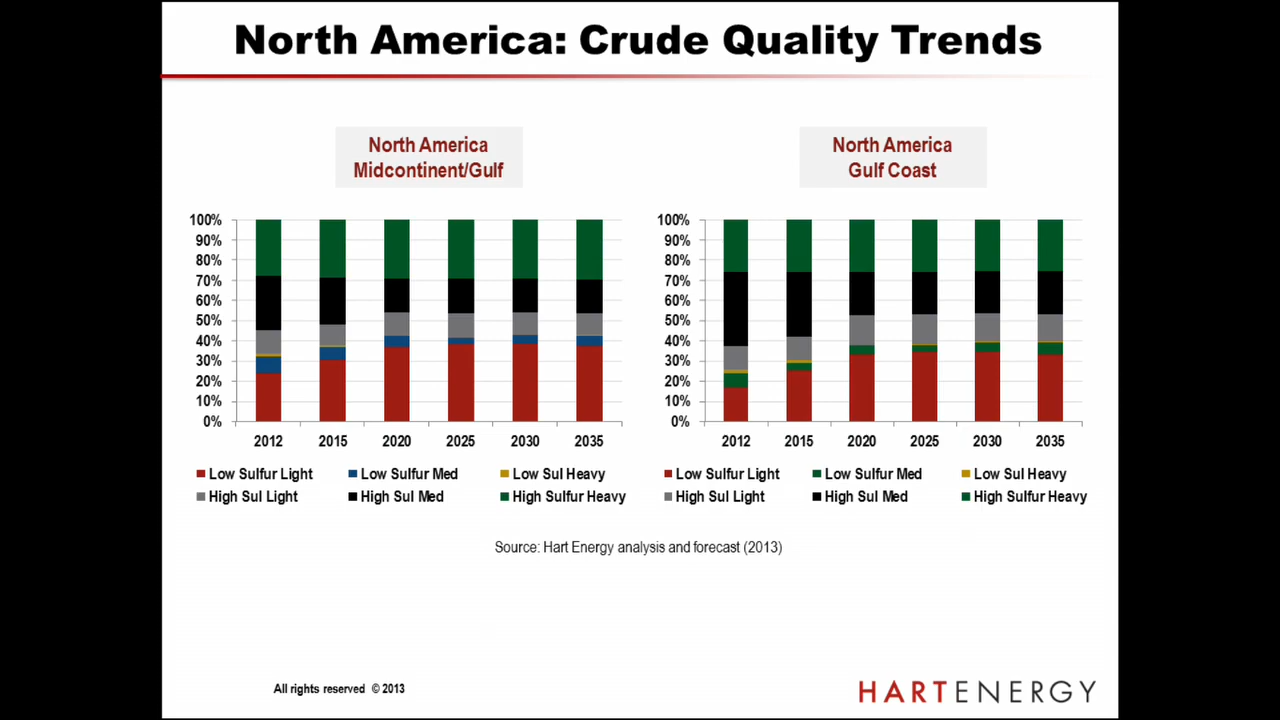 North America: Crude Quality Trends
North America
Midcontinent/Gulf
North America
Gulf Coast
100%
90%
80%
70%
60%
50%
40%
30%
20%
10%
0%
2012 2015 2020 2025 2030 2035
Low Sulfur Light Low Sulfur Med Low Sul Heavy
High Sul Light High Sul Med High Sulfur Heavy
100%
90%
80%
70%
60%
50%
40%
30%
20%
10%
0%
2012 2015 2020 2025 2030 2035
Low Sulfur Light Low Sulfur Med Low Sul Heavy
High Sul Light High Sul Med High Sulfur Heavy
Source: Hart Energy analysis and forecast (2013)
All rights reserved © 2013
HARTENERGY